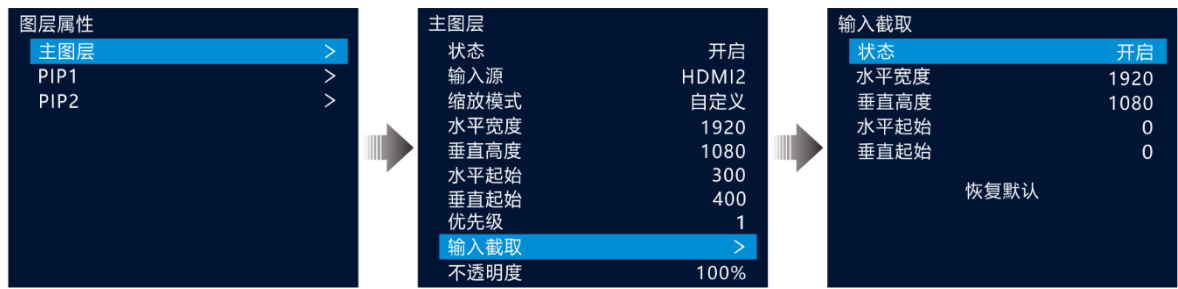 图层属性
主图层 >
PIP1 >
PIP2 >
主图层
状态 开启
输入源 HDMI2
缩放模式 自定义
水平宽度 1920
垂直高度 1080
水平起始 300
垂直起始 400
优先级 1
输入截取 >
不透明度 100%
输入截取
状态 开启
水平宽度 1920
垂直高度 1080
水平起始 0
垂直起始 0
恢复默认